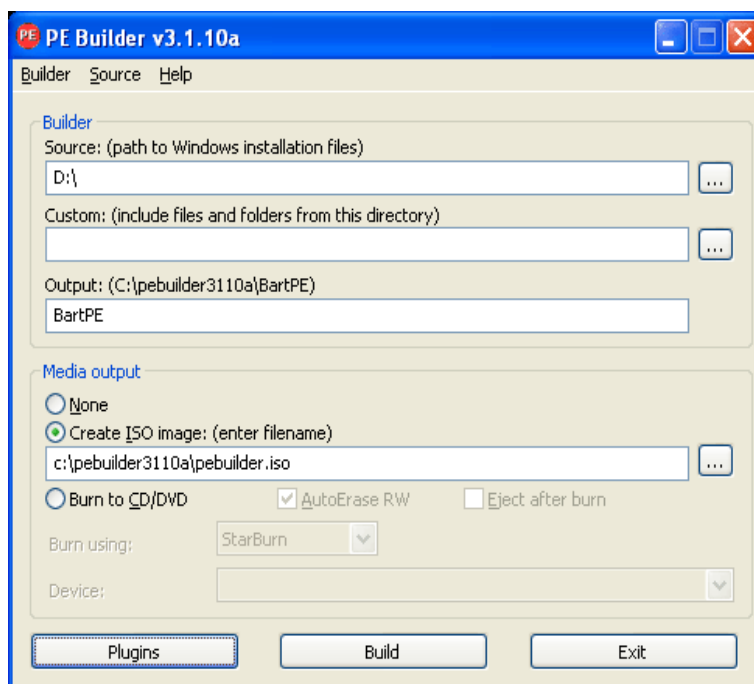 PE PE Builder v3.1.10a
Builder Source Help
Builder
Source: (path to Windows installation files)
D:\
...
Custom: (include files and folders from this directory)
...
Output: (C:\pebuilder3110a\BartPE)
BartPE
Media output
None
Create ISO image: (enter filename)
c:\pebuilder3110a\pebuilder.iso
...
Burn to CD/DVD AutoErase RW Eject after burn
Burn using: StarBurn
Device:
Plugins Build Exit